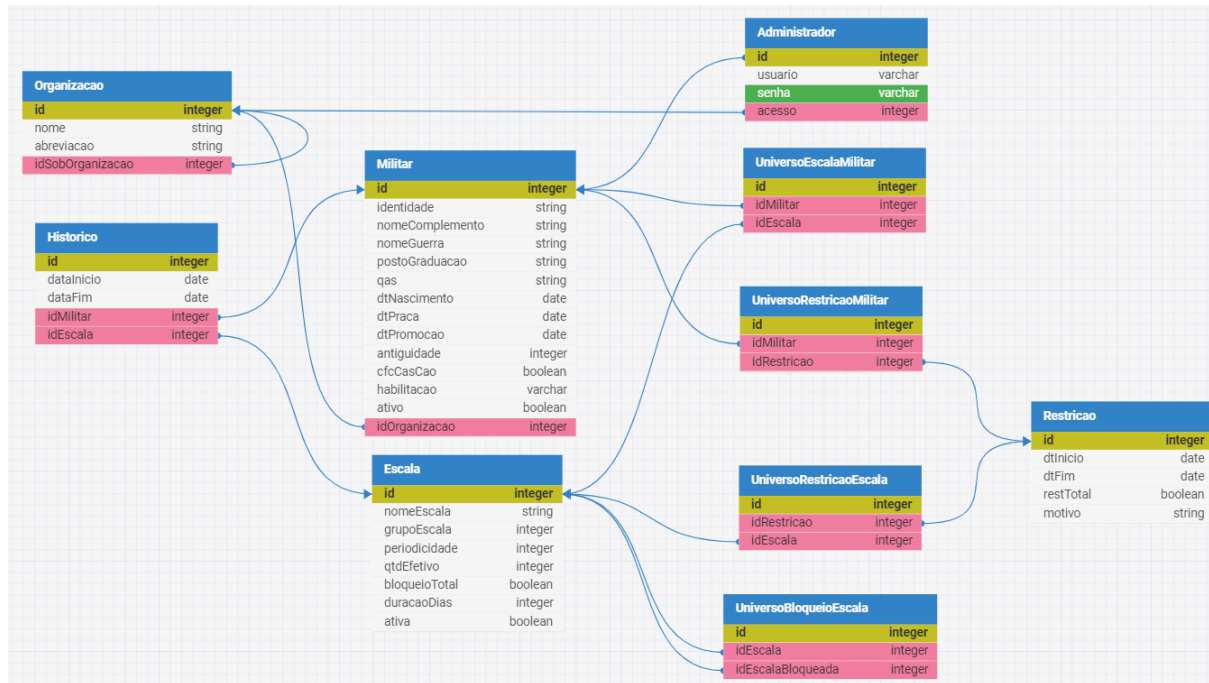 Organizacao
id integer
nome string
abreviacao string
idSobOrganizacao integer
Historico
id integer
dataInicio date
dataFim date
idMilitar integer
idEscala integer
Militar
id integer
identidade string
nomeComplemento string
nomeGuerra string
postoGraduacao string
qas string
dtNascimento date
dtPraca date
dtPromocao date
antiguidade integer
cfcCasCao boolean
habilitacao varchar
ativo boolean
idOrganizacao integer
Escala
id integer
nomeEscala string
grupoEscala integer
periodicidade integer
qtdEfetivo integer
bloqueioTotal boolean
duracaoDias integer
ativa boolean
Administrador
id integer
usuario varchar
senha varchar
acesso integer
UniversoEscalaMilitar
id integer
idMilitar integer
idEscala integer
UniversoRestricaoMilitar
id integer
idMilitar integer
idRestricao integer
UniversoRestricaoEscala
id integer
idRestricao integer
idEscala integer
UniversoBloqueioEscala
id integer
idEscala integer
idEscalaBloqueada integer
Restricao
id integer
dtInicio date
dtFim date
restTotal boolean
motivo string